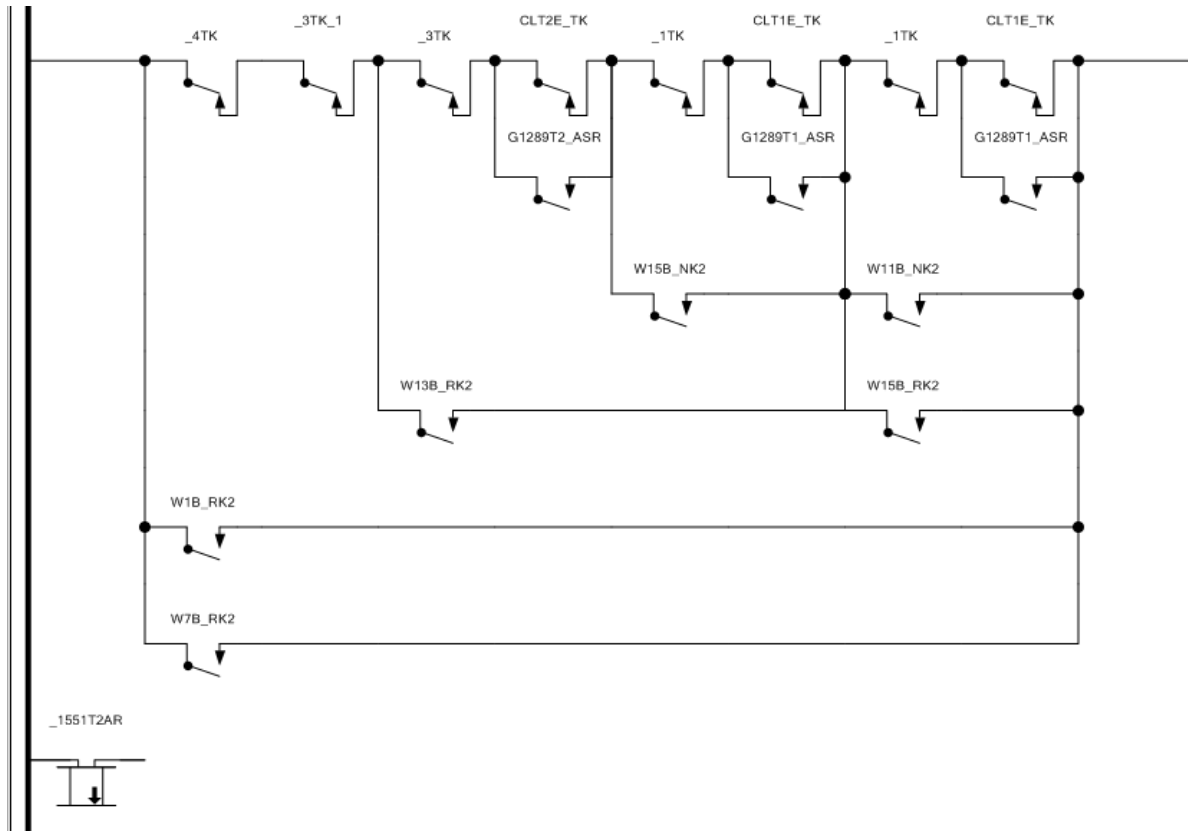 _4TK
_3TK_1
_3TK
CLT2E_TK
_1TK
CLT1E_TK
_1TK
CLT1E_TK
G1289T2_ASR
G1289T1_ASR
G1289T1_ASR
W15B_NK2
W11B_NK2
W13B_RK2
W15B_RK2
W1B_RK2
W7B_RK2
_1551T2AR